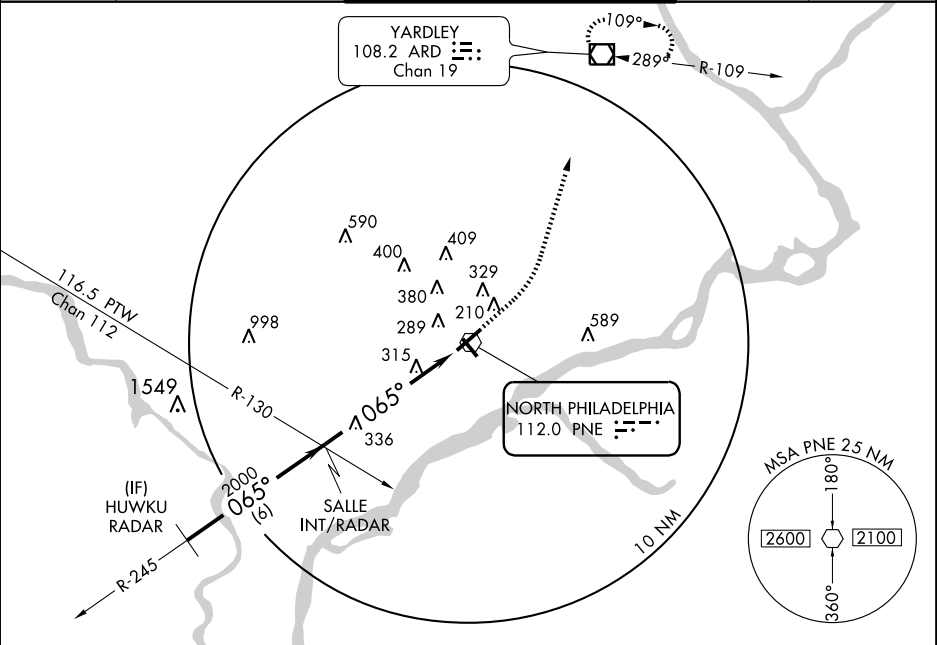 YARDLEY
108.2 ARD
Chan 19
109°
289°
R-109
590
400
409
329
380
210
289
589
315
998
116.5 PTW
Chan 112
1549
R-130
065°
336
NORTH PHILADELPHIA
112.0 PNE
2000
065°
(6)
(IF)
HUWKU
RADAR
SALLE
INT/RADAR
R-245
10 NM
MSA PNE 25 NM
180°
2600
2100
360°